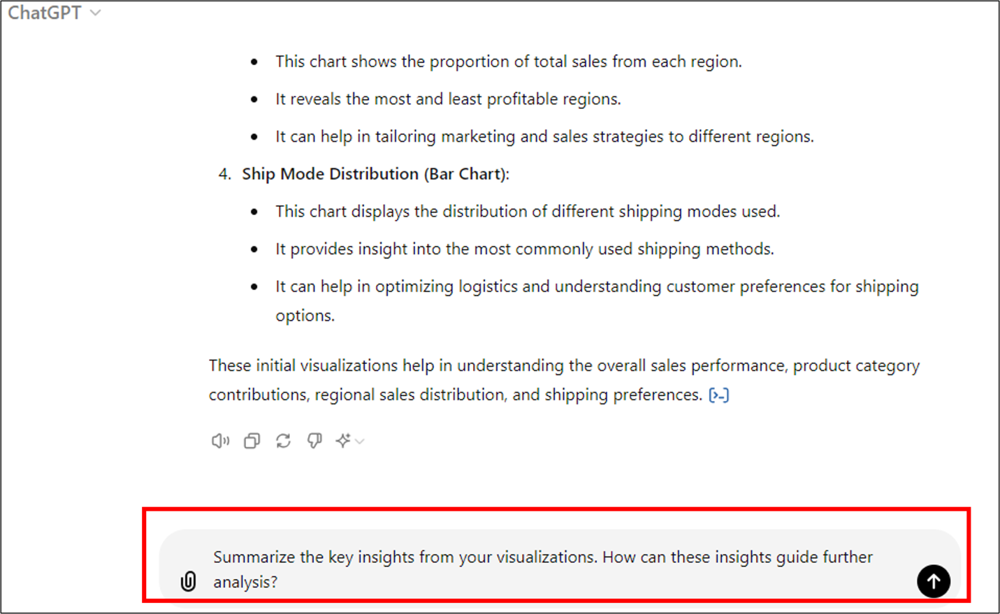 ChatGPT
• This chart shows the proportion of total sales from each region.
• It reveals the most and least profitable regions.
• It can help in tailoring marketing and sales strategies to different regions.
4. Ship Mode Distribution (Bar Chart):
• This chart displays the distribution of different shipping modes used.
• It provides insight into the most commonly used shipping methods.
• It can help in optimizing logistics and understanding customer preferences for shipping
options.
These initial visualizations help in understanding the overall sales performance, product category
contributions, regional sales distribution, and shipping preferences. [>-]
Summarize the key insights from your visualizations. How can these insights guide further
analysis?